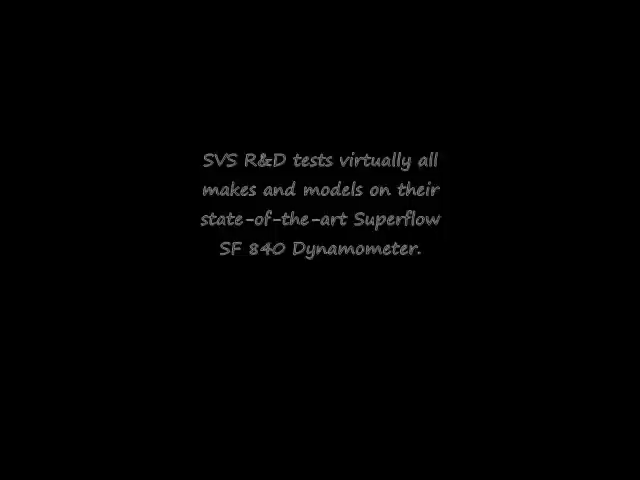 SVS R&D tests virtually all
makes and models on their
state-of-the-art Superflow
SF 840 Dynamometer.